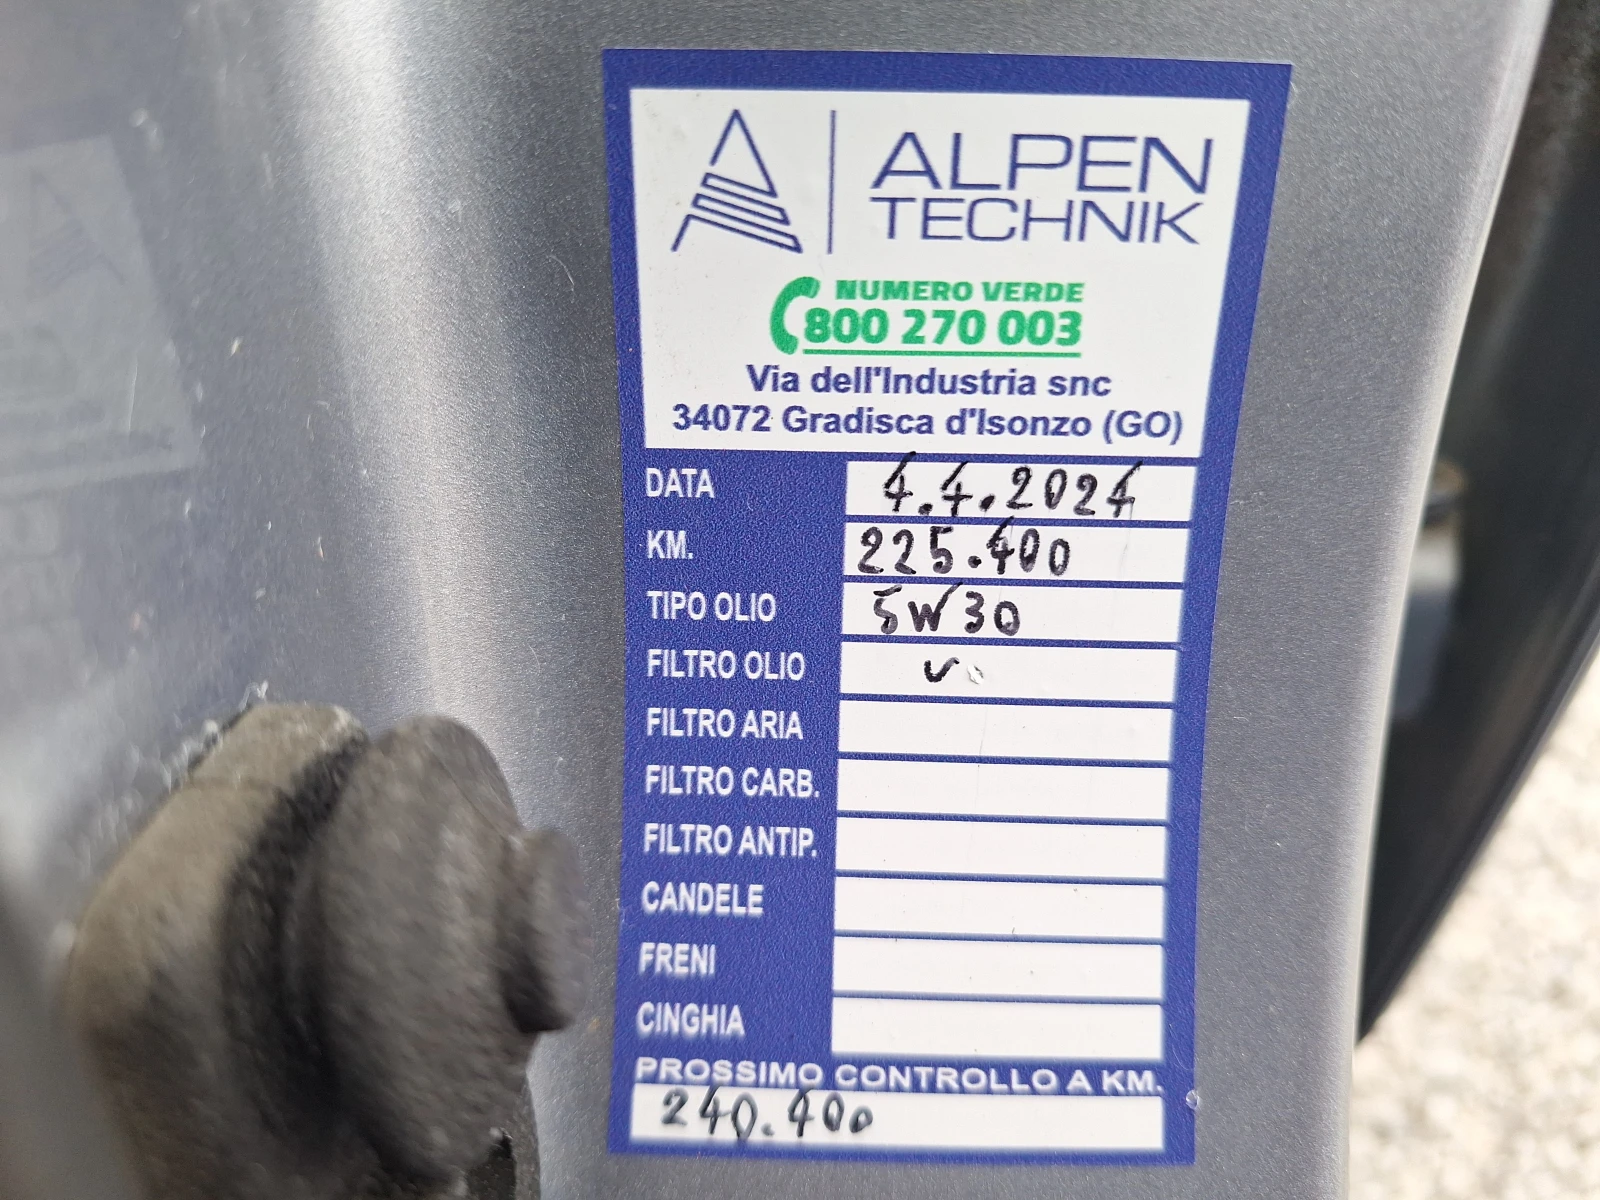 ALPEN
TECHNIK
NUMERO VERDE
800 270 003
Via dell'Industria snc
34072 Gradisca d'Isonzo (GO)
DATA 4.4.2024
KM. 225.400
TIPO OLIO 5W30
FILTRO OLIO ✓
FILTRO ARIA
FILTRO CARB.
FILTRO ANTIP.
CANDELE
FRENI
CINGHIA
PROSSIMO CONTROLLO A KM.
240.400